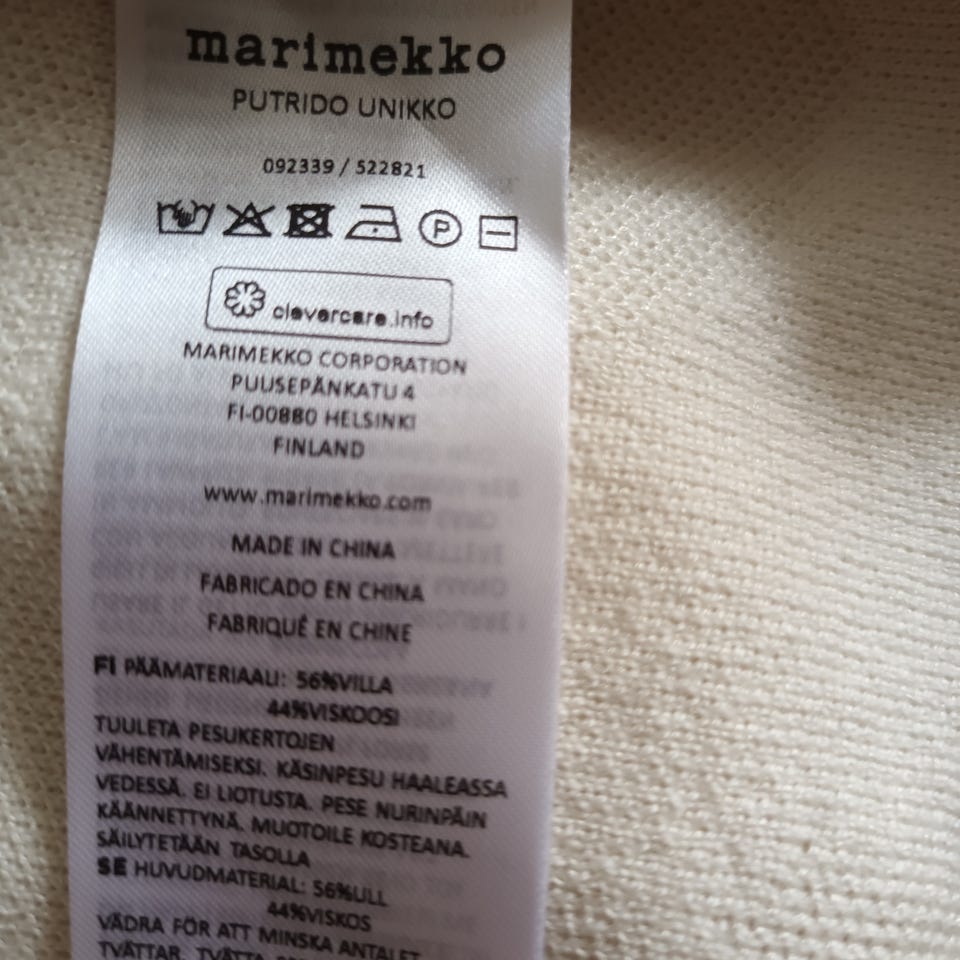 marimekko
PUTRIDO UNIKKO
092339 / 522821
P
clevercare.info
MARIMEKKO CORPORATION
PUUSEPÄNKATU 4
FI-00880 HELSINKI
FINLAND
www.marimekko.com
MADE IN CHINA
FABRICADO EN CHINA
FABRIQUÉ EN CHINE
FI PÄÄMATERIAALI: 56%VILLA
44%VISKOOSI
TUULETA PESUKERTOJEN
VÄHENTÄMISEKSI. KÄSINPESU HAALEASSA
VEDESSÄ. EI LIOTUSTA. PESE NURINPÄIN
KÄÄNNETTYNÄ. MUOTOILE KOSTEANA.
SÄILYTETÄÄN TASOLLA
SE HUVUDMATERIAL: 56%ULL
44%VISKOS
VÄDRA FÖR ATT MINSKA ANTALET
TVÄTTAR. TVÄTTA